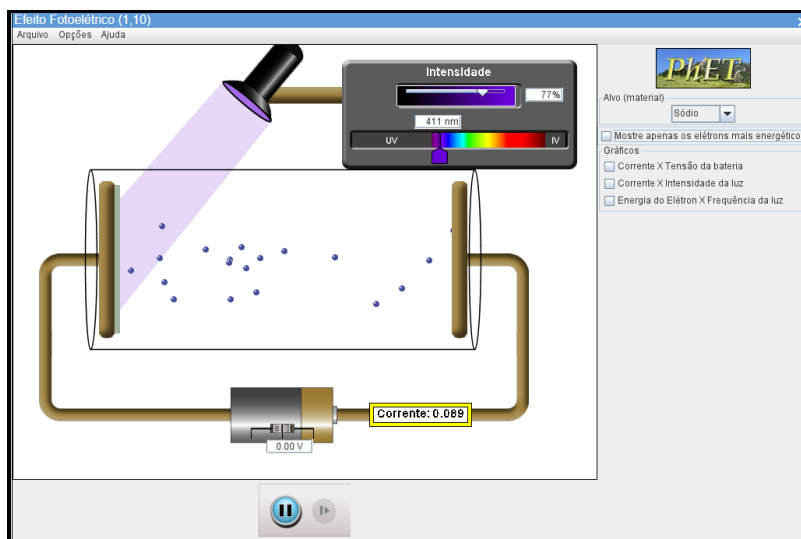 Efeito Fotoelétrico (1,10)
Arquivo Opções Ajuda
Intensidade
77%
411 nm
UV IV
Corrente: 0.089
0.00 V
PhET
Alvo (material)
Sódio
Mostre apenas os elétrons mais energético
Gráficos
Corrente X Tensão da bateria
Corrente X Intensidade da luz
Energia do Elétron X Frequência da luz